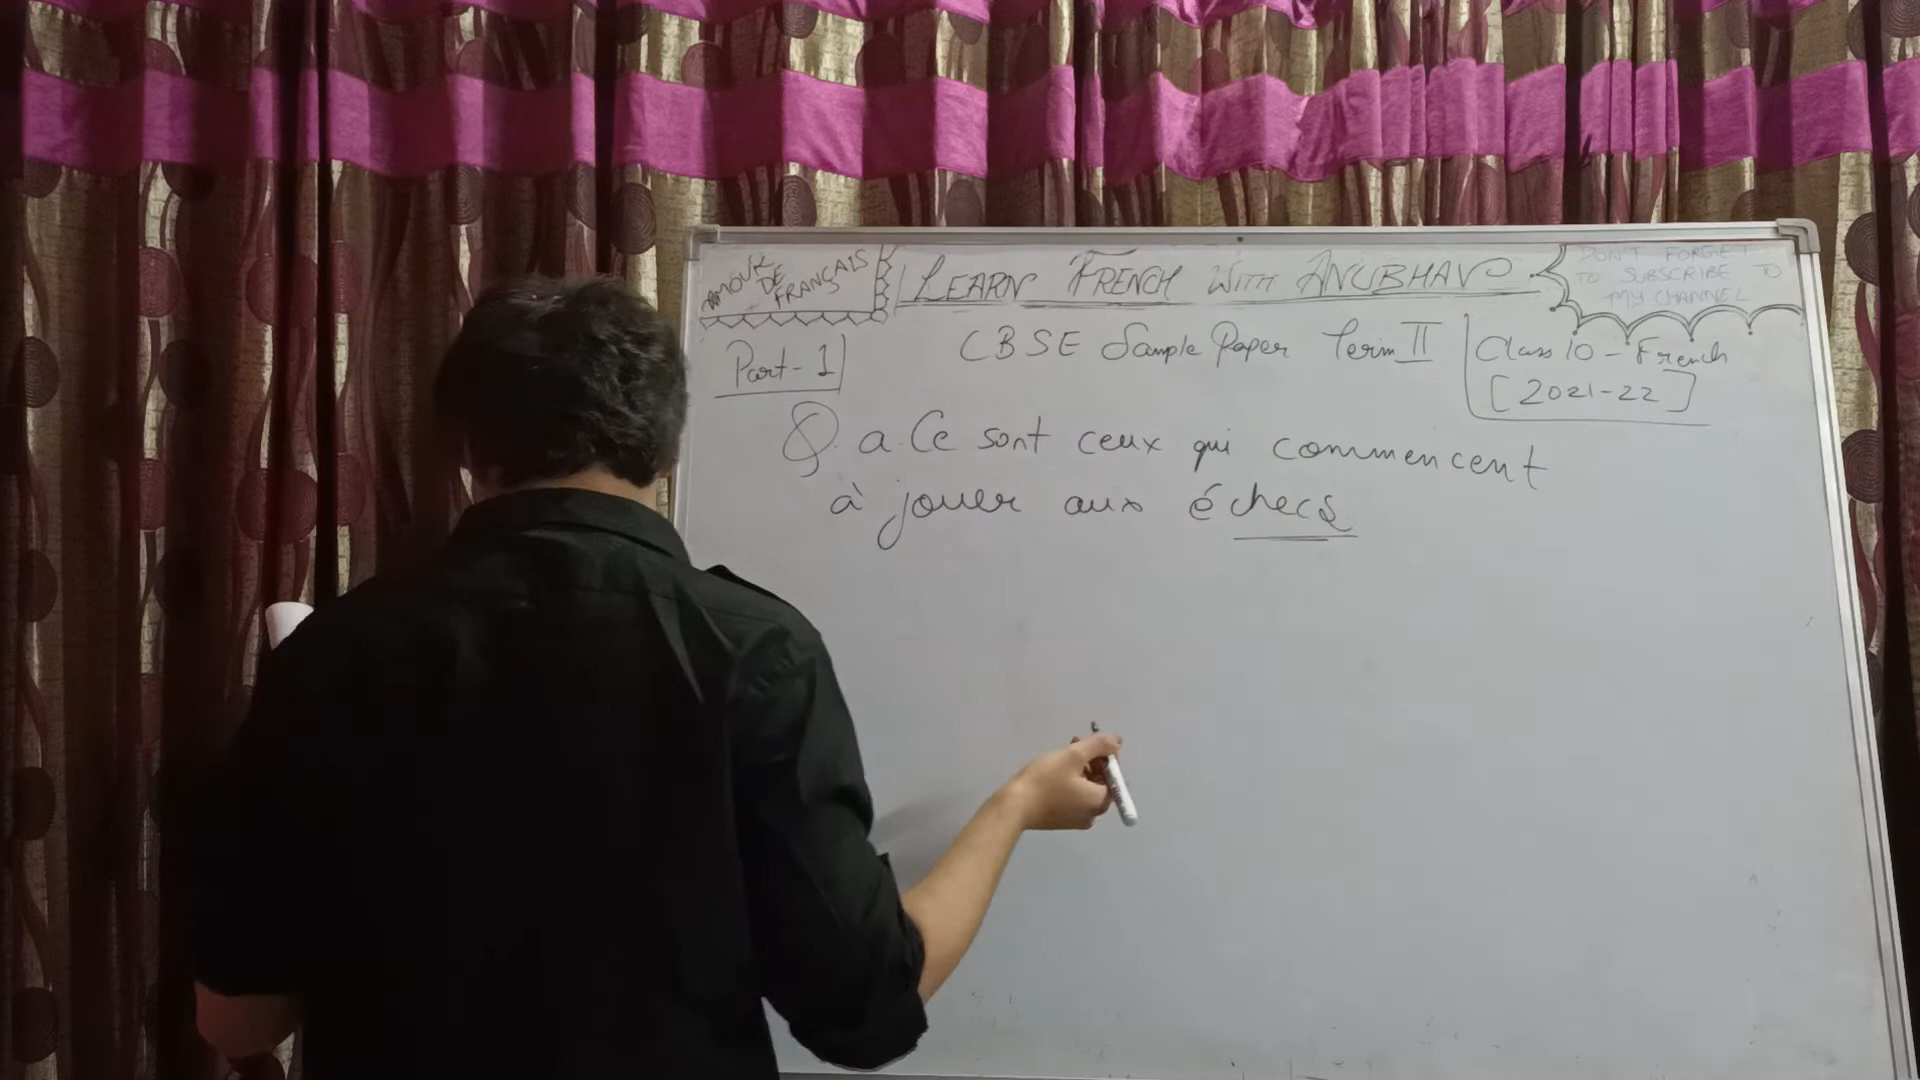 AMOUR
DE
FRANÇAIS
LEARN FRENCH WITH ANUBHAV
DON'T FORGET
TO SUBSCRIBE TO
MY CHANNEL
Part-1
CBSE Sample Paper Term II
Class 10 - French
[2021-22]
Q. a. Ce sont ceux qui commencent
à jouer aux échecs